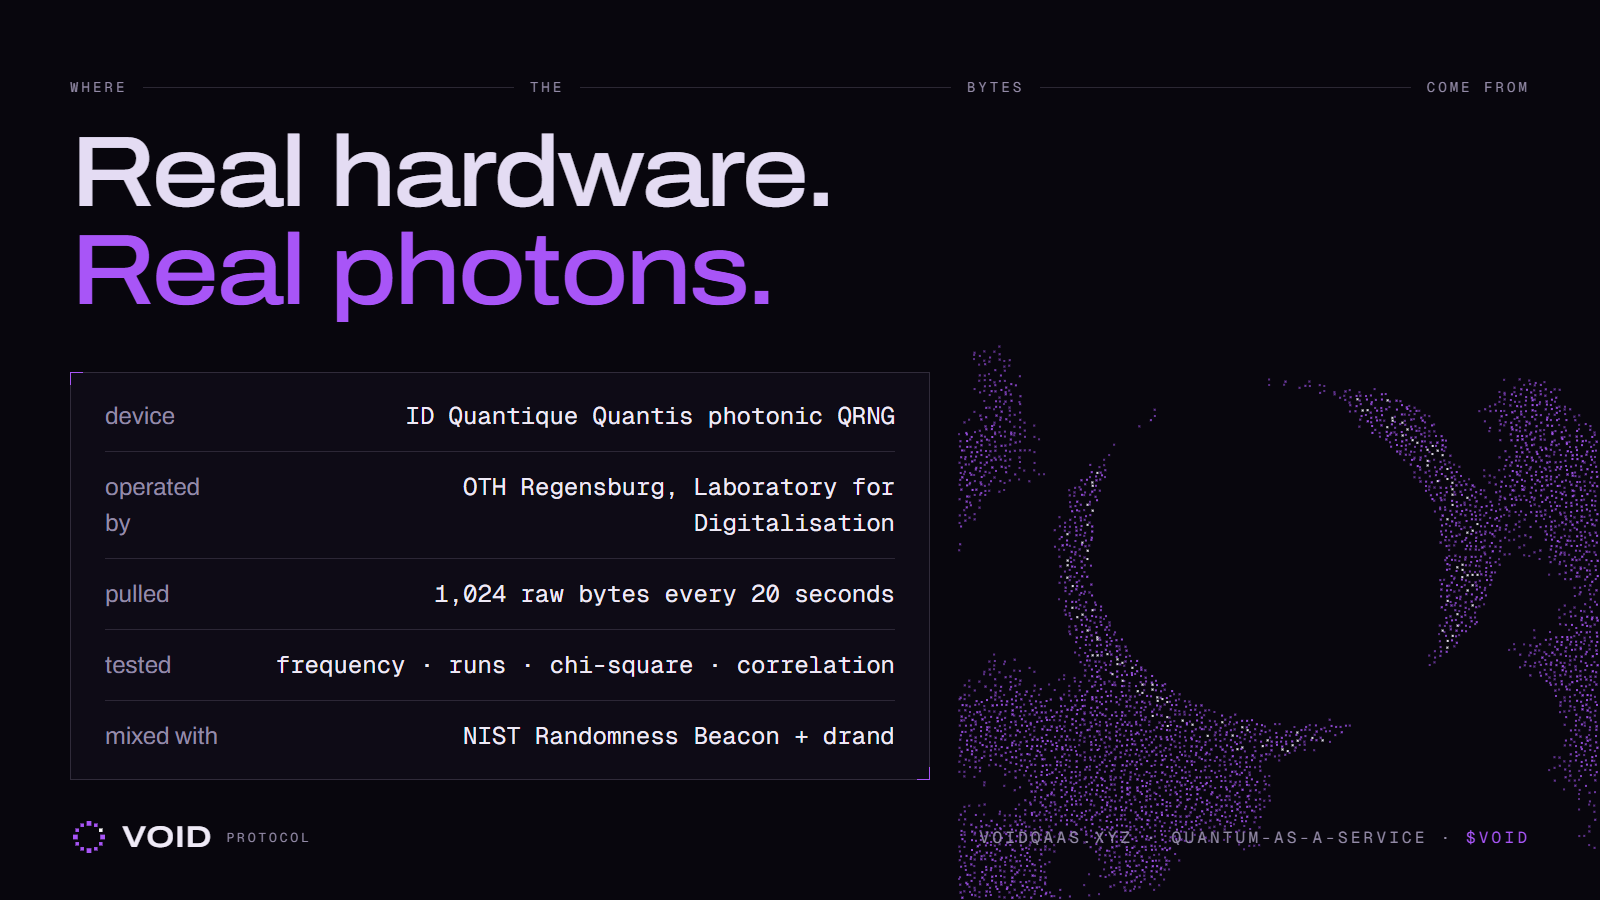 WHERE THE BYTES COME FROM
Real hardware.
Real photons.
device ID Quantique Quantis photonic QRNG
operated by OTH Regensburg, Laboratory for Digitalisation
pulled 1,024 raw bytes every 20 seconds
tested frequency · runs · chi-square · correlation
mixed with NIST Randomness Beacon + drand
VOID PROTOCOL
VOIDQAAS.XYZ · QUANTUM-AS-A-SERVICE · $VOID